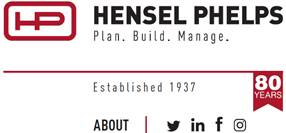 HP HENSEL PHELPS
Plan. Build. Manage.
Established 1937
80
YEARS
ABOUT